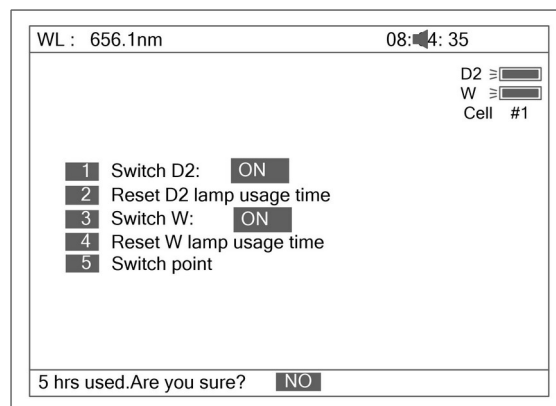 WL : 656.1nm 08: 4: 35
D2
W
Cell #1
1 Switch D2: ON
2 Reset D2 lamp usage time
3 Switch W: ON
4 Reset W lamp usage time
5 Switch point
5 hrs used.Are you sure? NO